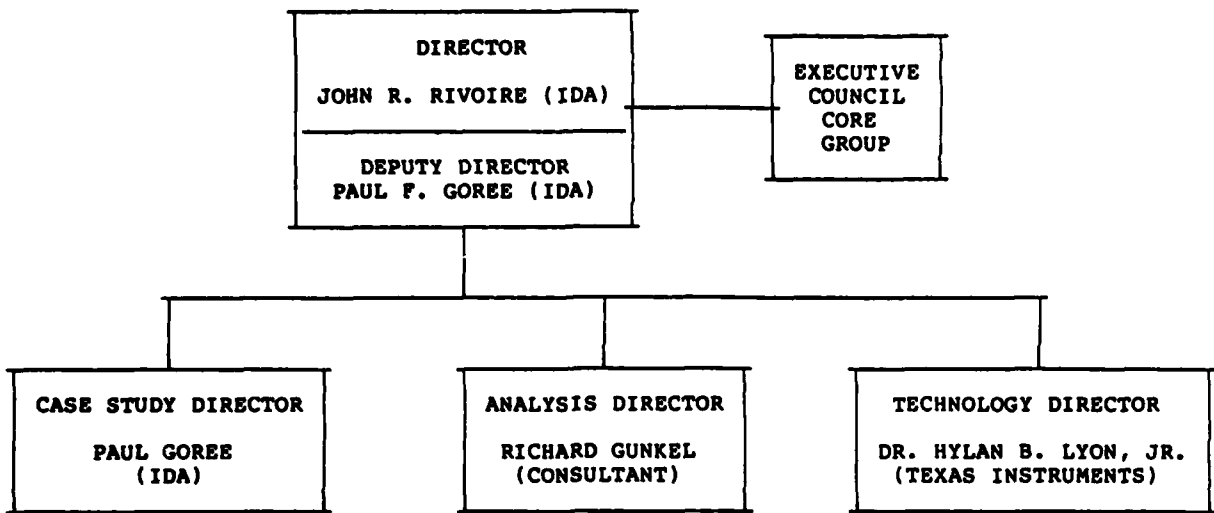 DIRECTOR
JOHN R. RIVOIRE (IDA)
DEPUTY DIRECTOR
PAUL F. GOREE (IDA)
EXECUTIVE
COUNCIL
CORE
GROUP
CASE STUDY DIRECTOR
PAUL GOREE
(IDA)
ANALYSIS DIRECTOR
RICHARD GUNKEL
(CONSULTANT)
TECHNOLOGY DIRECTOR
DR. HYLAN B. LYON, JR.
(TEXAS INSTRUMENTS)